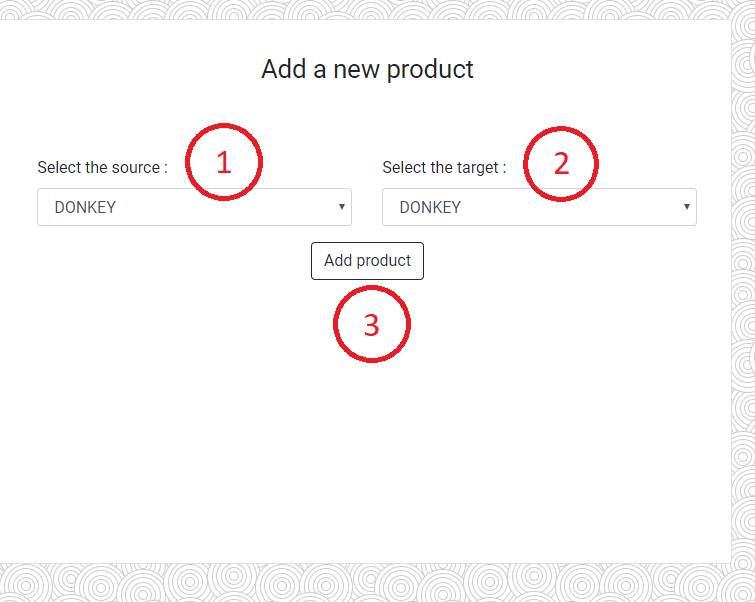 Add a new product
1
2
Select the source :
Select the target :
DONKEY
DONKEY
Add product
3